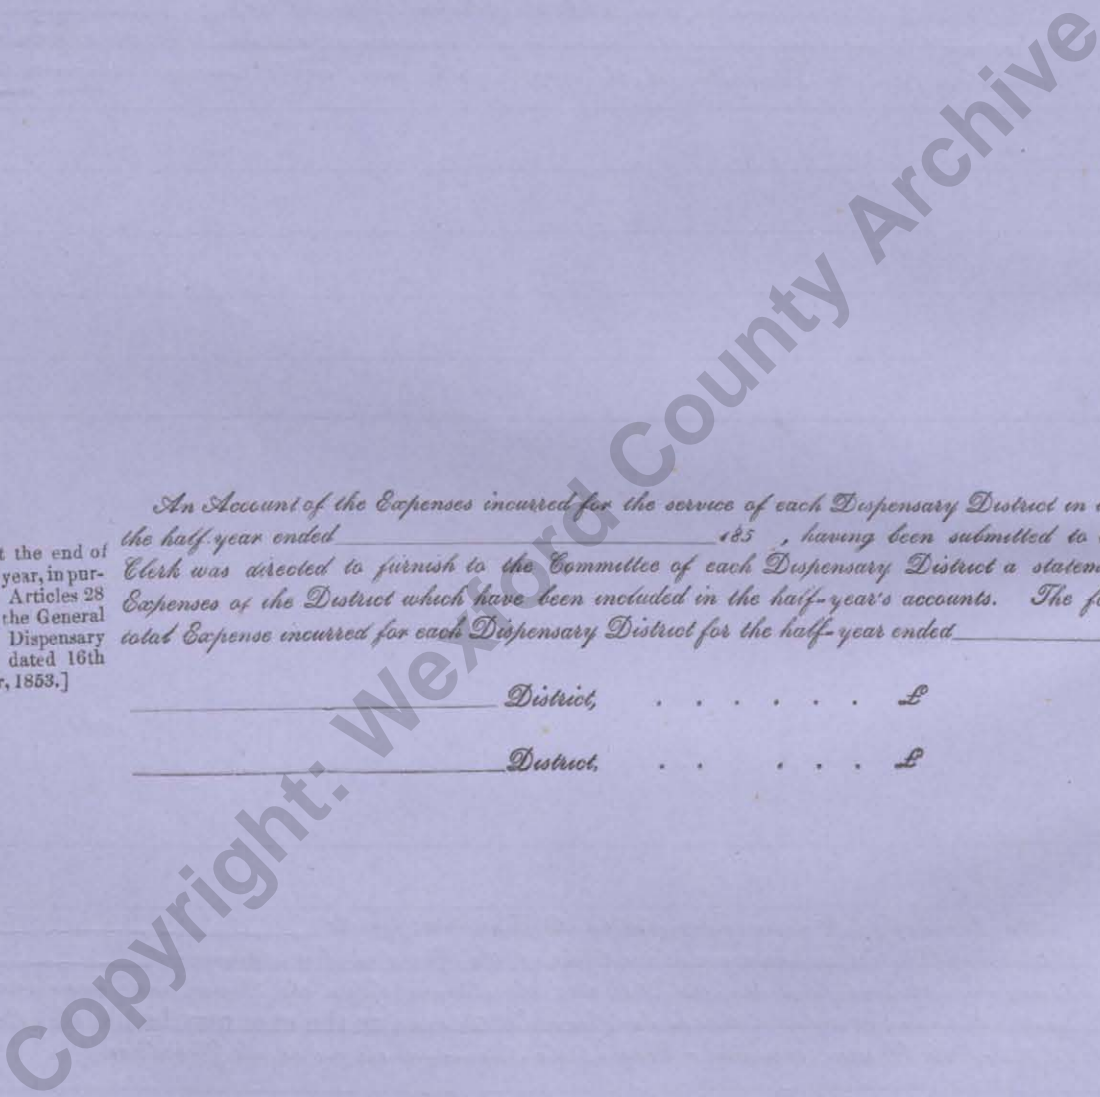 t the end of
year, in pur-
Articles 28
the General
Dispensary
dated 16th
r, 1853.]
An Account of the Expenses incurred for the service of each Dispensary District in
the half-year ended 185 , having been submitted to
Clerk was directed to furnish to the Committee of each Dispensary District a statem
Expenses of the District which have been included in the half-year's accounts. The f
total Expense incurred for each Dispensary District for the half-year ended
District, . . . . . . £
District, . . . . . £
Copyright: Wexford County Archive